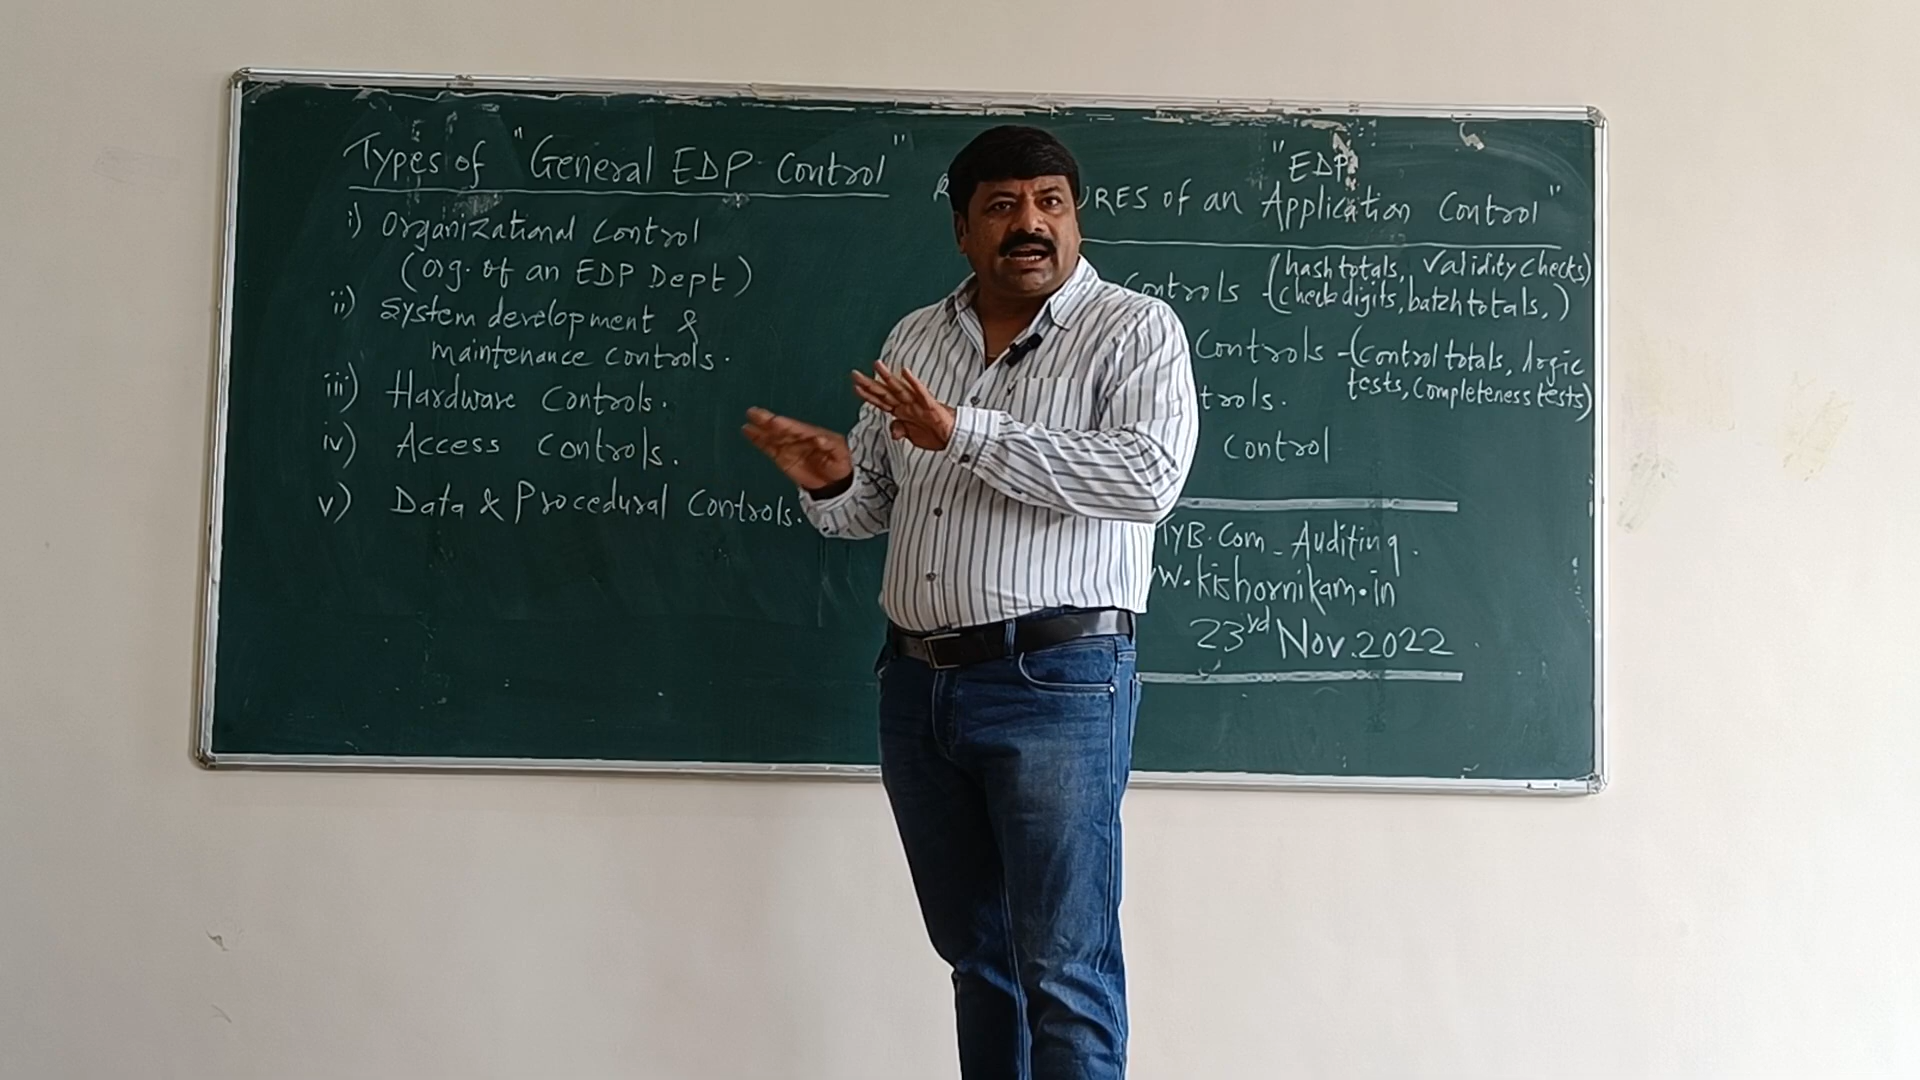 Types of "General EDP Control"
i) Organizational Control
(Org. of an EDP Dept)
ii) System development &
maintenance controls.
iii) Hardware Controls.
iv) Access Controls.
v) Data & Procedural Controls.
"EDP
URES of an Application Control"
ontrols - (hash totals, Validity checks)
(check digits, batch totals,)
Controls - (Control totals, logic
tests, Completeness tests)
trols.
Control
TYB.Com - Auditing.
W.kishornikam.in
23rd Nov.2022